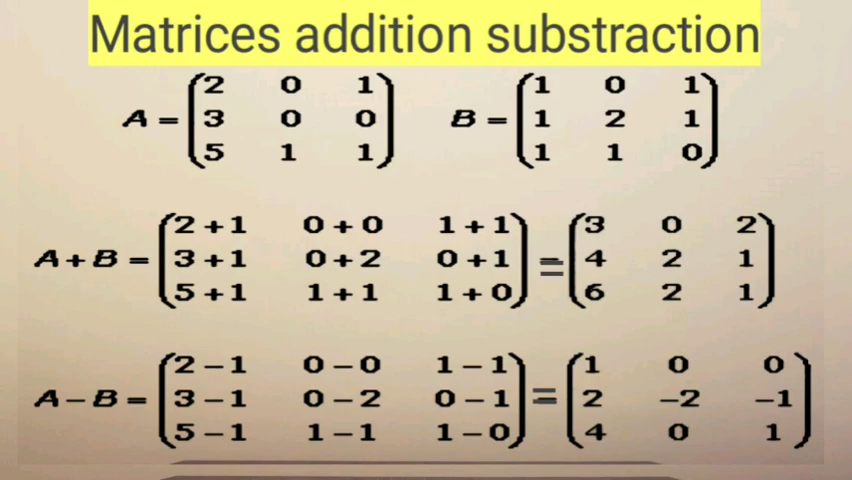 Matrices addition substraction
A = (2 0 1) B = (1 0 1)
(3 0 0) (1 2 1)
(5 1 1) (1 1 0)
A + B = (2 + 1 0 + 0 1 + 1) = (3 0 2)
(3 + 1 0 + 2 0 + 1) (4 2 1)
(5 + 1 1 + 1 1 + 0) (6 2 1)
A − B = (2 − 1 0 − 0 1 − 1) = (1 0 0)
(3 − 1 0 − 2 0 − 1) (2 −2 −1)
(5 − 1 1 − 1 1 − 0) (4 0 1)